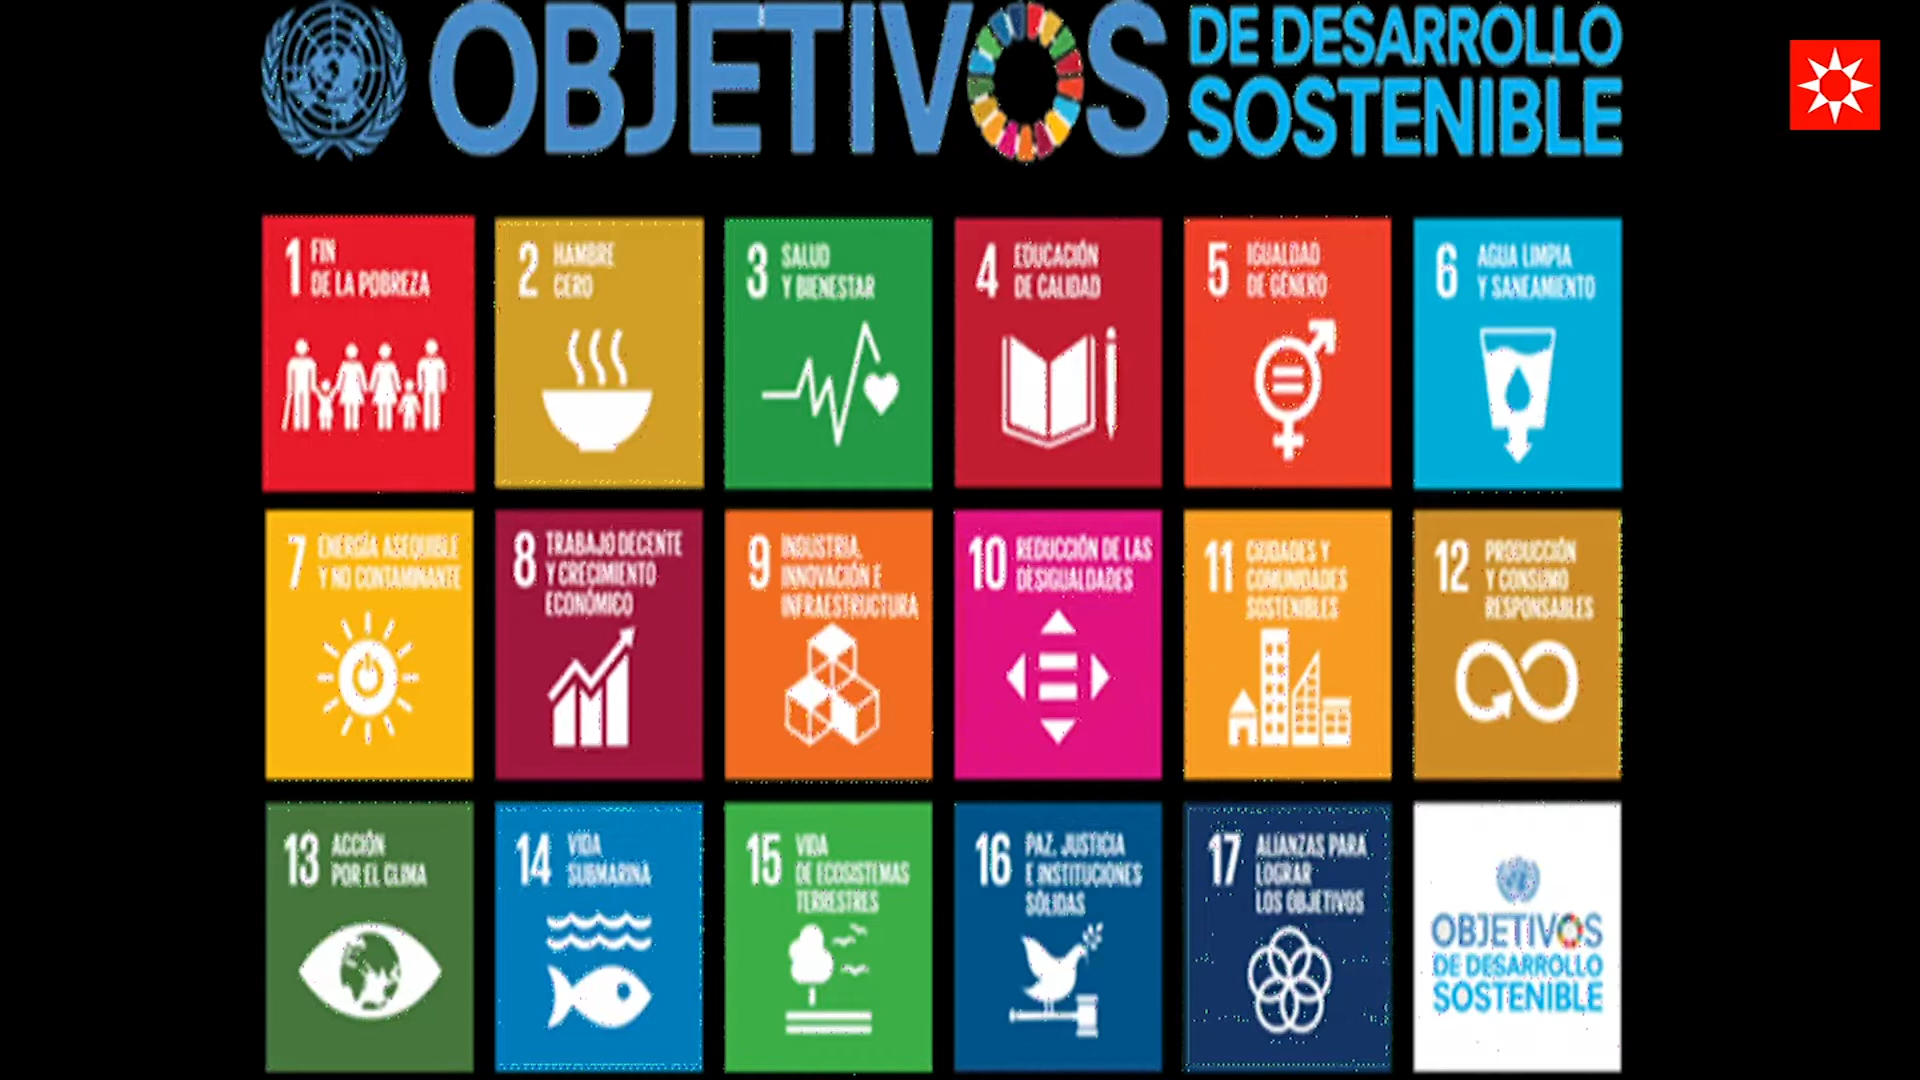 OBJETIVOS
DE DESARROLLO
SOSTENIBLE
1 FIN
DE LA POBREZA
2 HAMBRE
CERO
3 SALUD
Y BIENESTAR
4 EDUCACIÓN
DE CALIDAD
5 IGUALDAD
DE GÉNERO
6 AGUA LIMPIA
Y SANEAMIENTO
7 ENERGÍA ASEQUIBLE
Y NO CONTAMINANTE
8 TRABAJO DECENTE
Y CRECIMIENTO
ECONÓMICO
9 INDUSTRIA,
INNOVACIÓN E
INFRAESTRUCTURA
10 REDUCCIÓN DE LAS
DESIGUALDADES
11 CIUDADES Y
COMUNIDADES
SOSTENIBLES
12 PRODUCCIÓN
Y CONSUMO
RESPONSABLES
13 ACCIÓN
POR EL CLIMA
14 VIDA
SUBMARINA
15 VIDA
DE ECOSISTEMAS
TERRESTRES
16 PAZ, JUSTICIA
E INSTITUCIONES
SÓLIDAS
17 ALIANZAS PARA
LOGRAR
LOS OBJETIVOS
OBJETIVOS
DE DESARROLLO
SOSTENIBLE